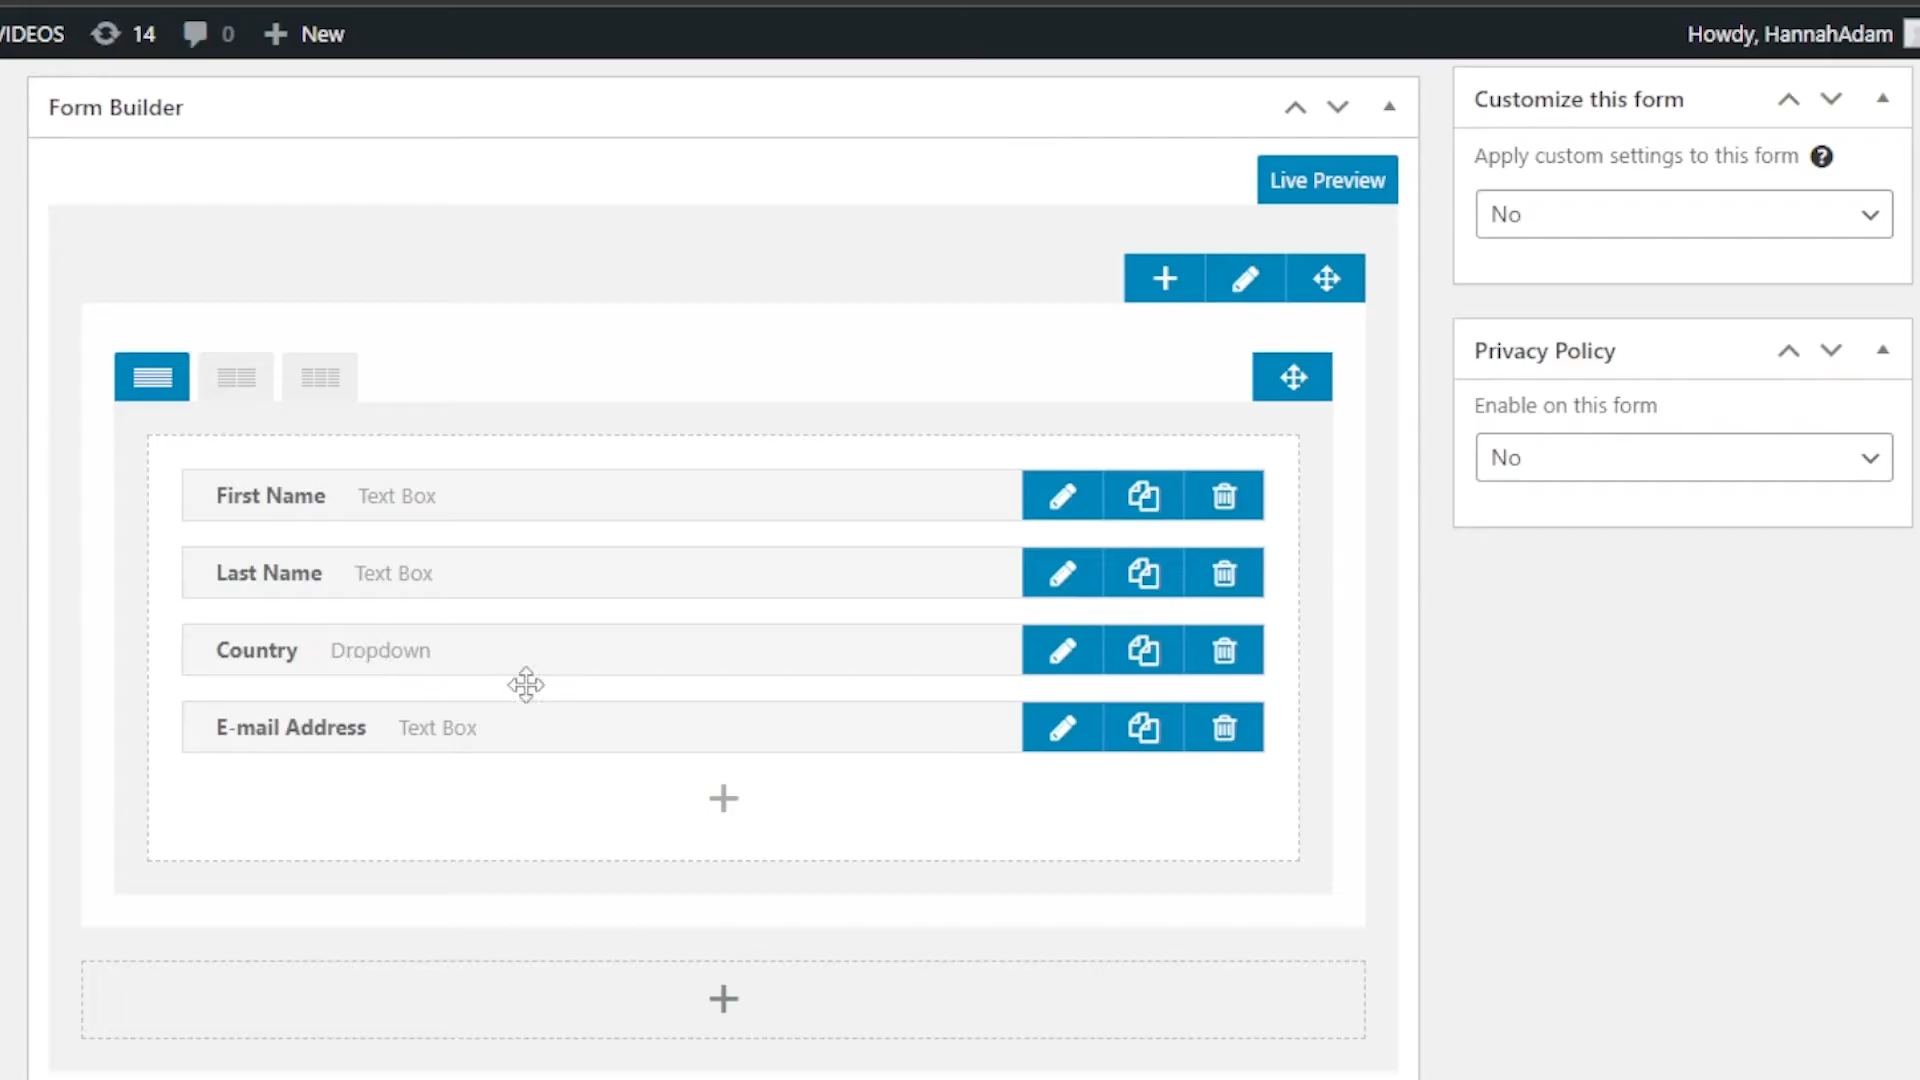 VIDEOS 14 0 New Howdy, HannahAdam
Form Builder
Live Preview
First Name Text Box
Last Name Text Box
Country Dropdown
E-mail Address Text Box
Customize this form
Apply custom settings to this form ?
No
Privacy Policy
Enable on this form
No